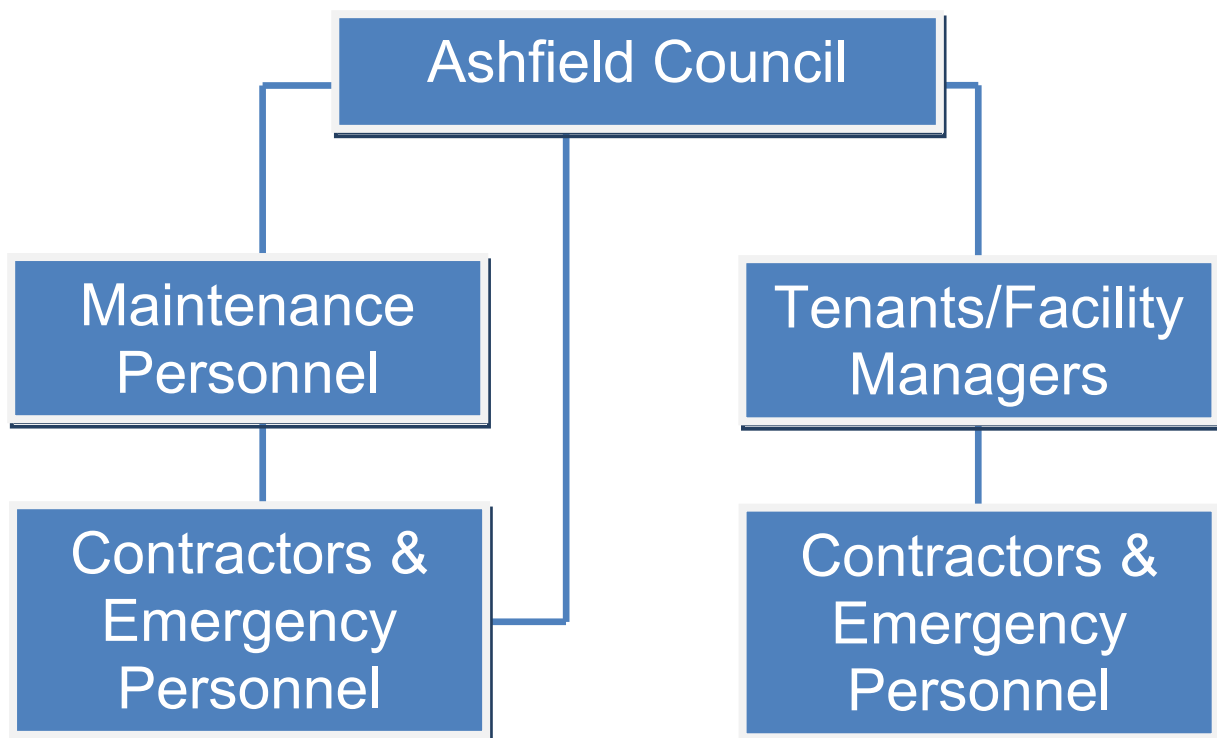 Ashfield Council
Maintenance
Personnel
Tenants/Facility
Managers
Contractors &
Emergency
Personnel
Contractors &
Emergency
Personnel